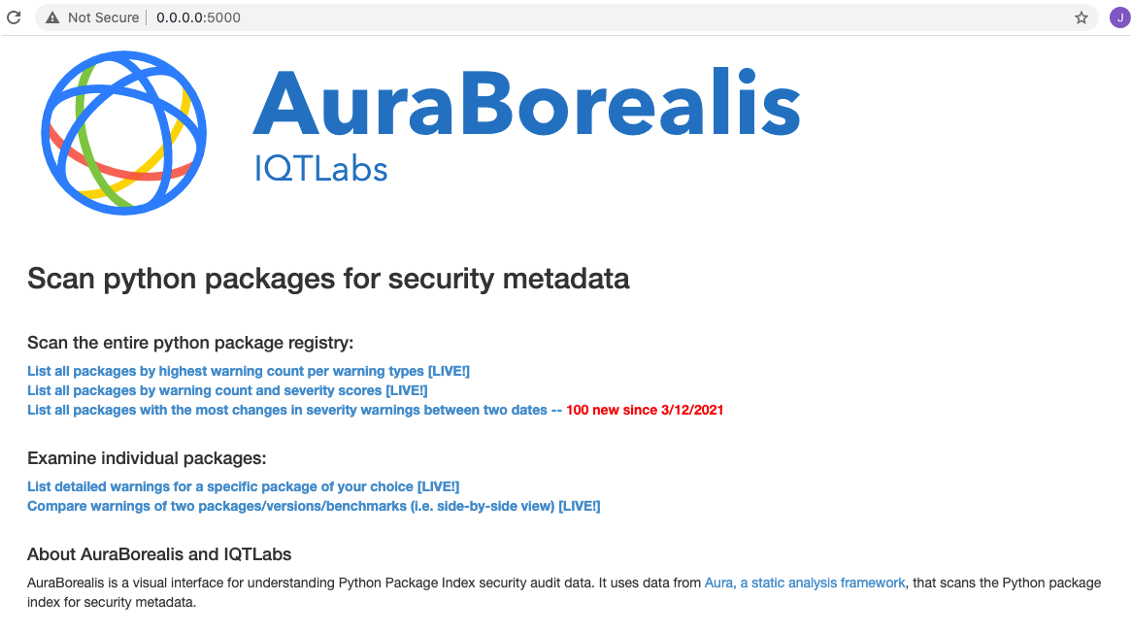 Not Secure | 0.0.0.0:5000
J
AuraBorealis
IQTLabs
Scan python packages for security metadata
Scan the entire python package registry:
List all packages by highest warning count per warning types [LIVE!]
List all packages by warning count and severity scores [LIVE!]
List all packages with the most changes in severity warnings between two dates -- 100 new since 3/12/2021
Examine individual packages:
List detailed warnings for a specific package of your choice [LIVE!]
Compare warnings of two packages/versions/benchmarks (i.e. side-by-side view) [LIVE!]
About AuraBorealis and IQTLabs
AuraBorealis is a visual interface for understanding Python Package Index security audit data. It uses data from Aura, a static analysis framework, that scans the Python package
index for security metadata.